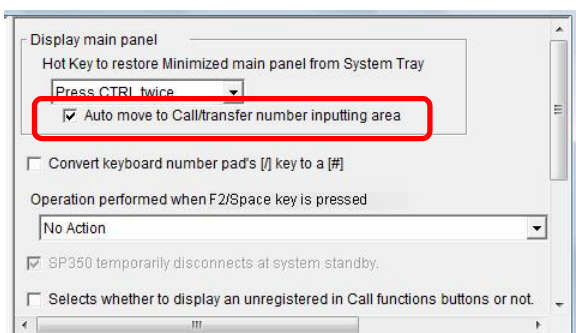 Display main panel
Hot Key to restore Minimized main panel from System Tray
Press CTRL twice
Auto move to Call/transfer number inputting area
Convert keyboard number pad's [/] key to a [#]
Operation performed when F2/Space key is pressed
No Action
SP350 temporarily disconnects at system standby.
Selects whether to display an unregistered in Call functions buttons or not.